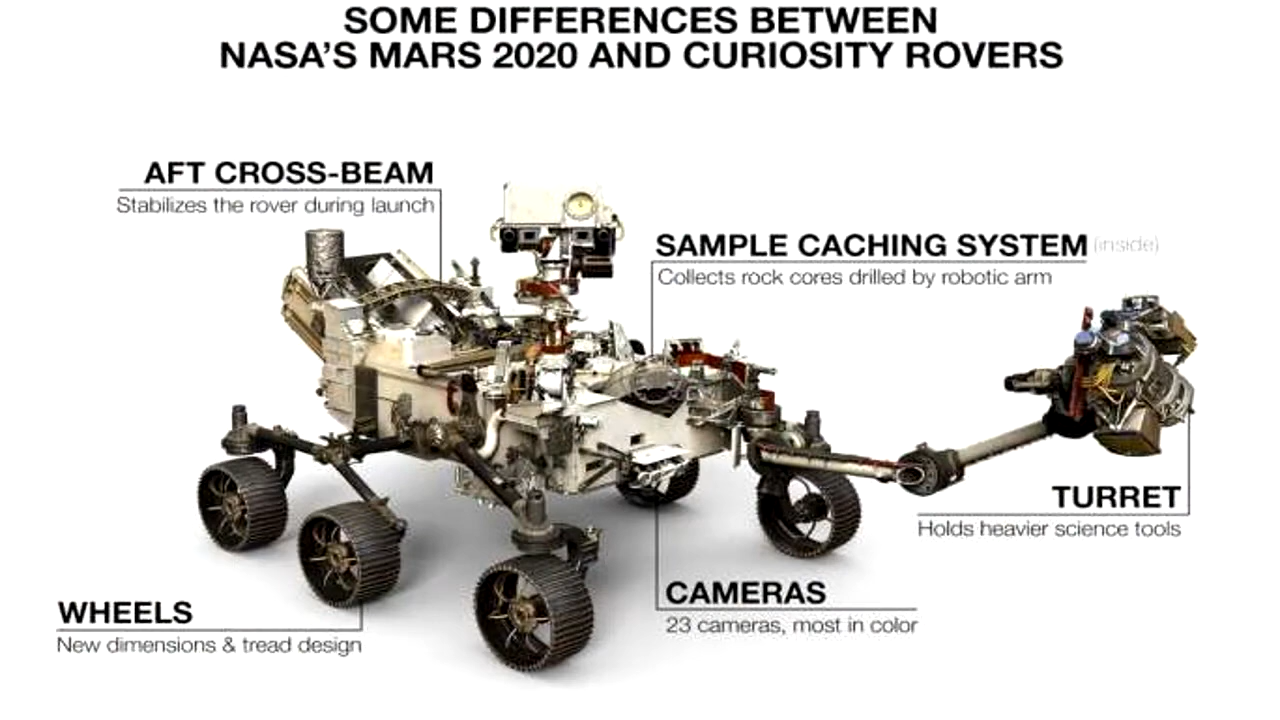 SOME DIFFERENCES BETWEEN
NASA'S MARS 2020 AND CURIOSITY ROVERS
AFT CROSS-BEAM
Stabilizes the rover during launch
SAMPLE CACHING SYSTEM (inside)
Collects rock cores drilled by robotic arm
TURRET
Holds heavier science tools
CAMERAS
23 cameras, most in color
WHEELS
New dimensions & tread design